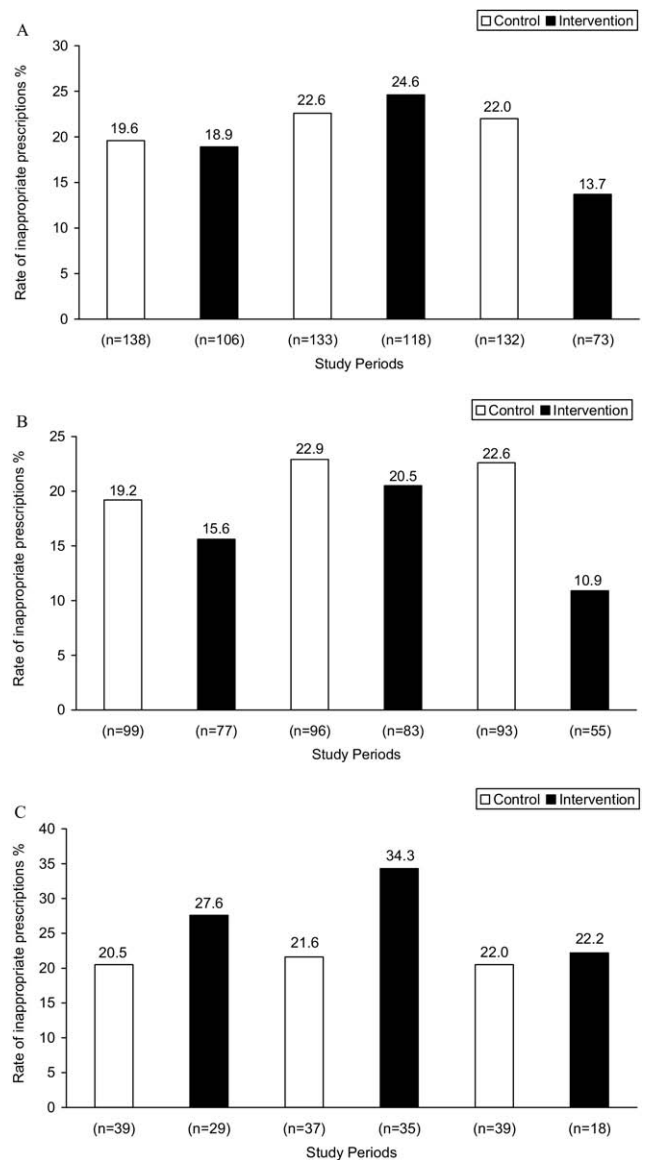 A
Control Intervention
Rate of inappropriate prescriptions %
30
25
20
15
10
5
0
19.6
18.9
22.6
24.6
22.0
13.7
(n=138) (n=106) (n=133) (n=118) (n=132) (n=73)
Study Periods
B
Control Intervention
Rate of inappropriate prescriptions %
25
20
15
10
5
0
19.2
15.6
22.9
20.5
22.6
10.9
(n=99) (n=77) (n=96) (n=83) (n=93) (n=55)
Study Periods
C
Control Intervention
Rate of inappropriate prescriptions %
40
35
30
25
20
15
10
5
0
20.5
27.6
21.6
34.3
22.0
22.2
(n=39) (n=29) (n=37) (n=35) (n=39) (n=18)
Study Periods